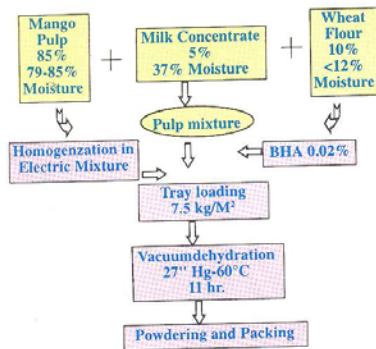 Mango
Pulp
85%
79-85%
Moisture
+
Milk Concentrate
5%
37% Moisture
+
Wheat
Flour
10%
<12%
Moisture
Pulp mixture
Homogenzation in
Electric Mixture
BHA 0.02%
Tray loading
7.5 kg/M²
Vacuumdehydration
27" Hg-60°C
11 hr.
Powdering and Packing